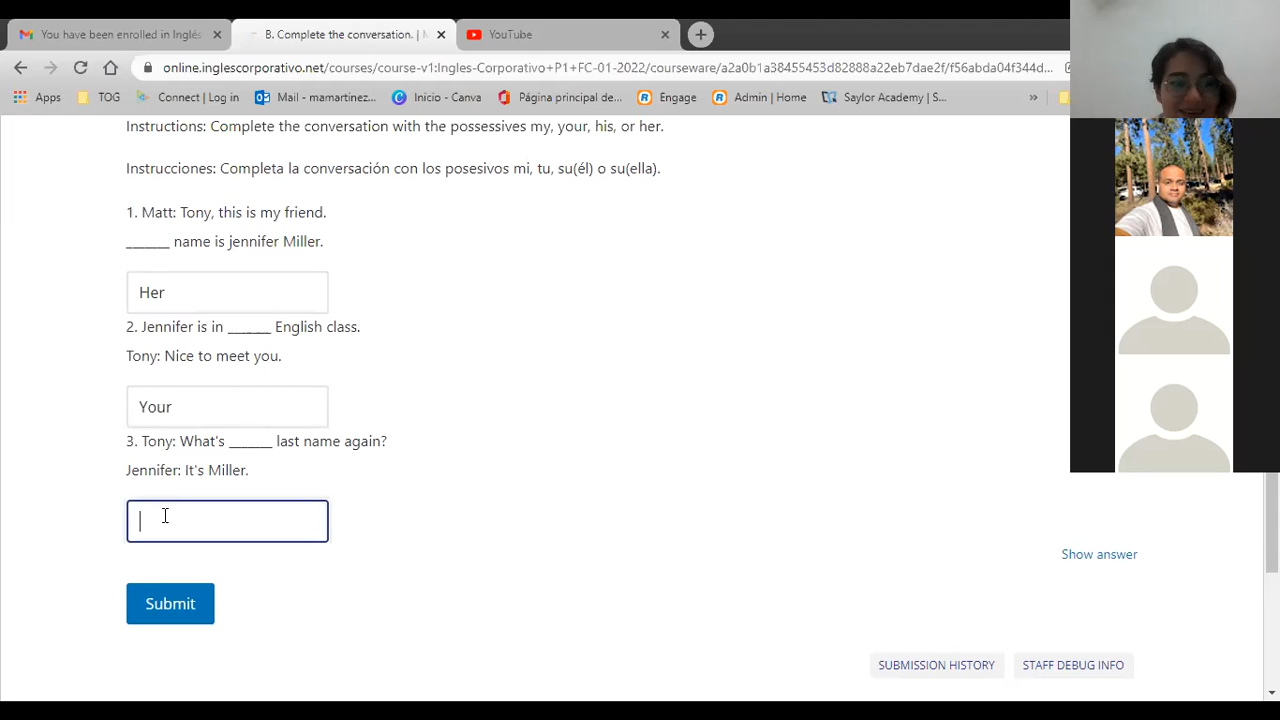 You have been enrolled in Inglés
B. Complete the conversation. | M
YouTube
online.inglescorporativo.net/courses/course-v1:Ingles-Corporativo+P1+FC-01-2022/courseware/a2a0b1a38455453d82888a22eb7dae2f/f56abda04f344d...
Apps
TOG
Connect | Log in
Mail - mamartinez...
Inicio - Canva
Página principal de...
Engage
Admin | Home
Saylor Academy | S...
»
Instructions: Complete the conversation with the possessives my, your, his, or her.
Instrucciones: Completa la conversación con los posesivos mi, tu, su(él) o su(ella).
1. Matt: Tony, this is my friend.
_______ name is jennifer Miller.
Her
2. Jennifer is in _______ English class.
Tony: Nice to meet you.
Your
3. Tony: What's _______ last name again?
Jennifer: It's Miller.
Show answer
Submit
SUBMISSION HISTORY
STAFF DEBUG INFO